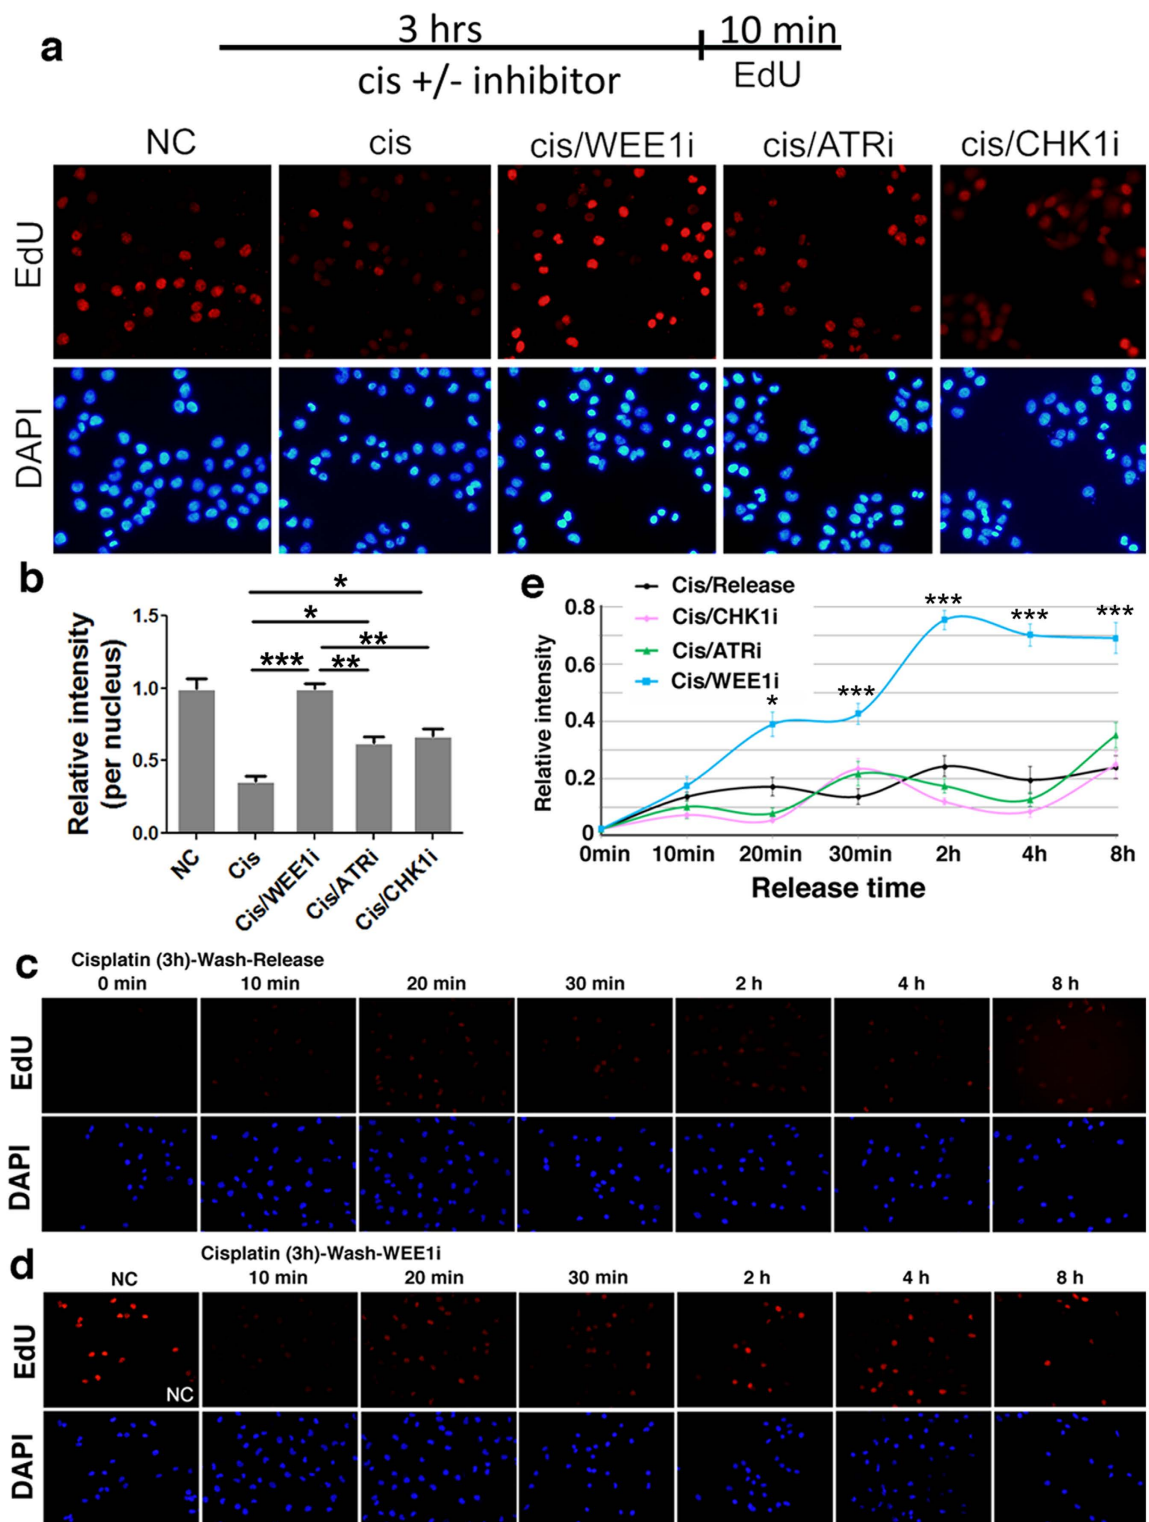 a
3 hrs
10 min
cis +/- inhibitor
EdU
NC
cis
cis/WEE1i
cis/ATRi
cis/CHK1i
EdU
DAPI
b
Relative intensity
(per nucleus)
1.5
1.0
0.5
0.0
*
*
**
***
**
NC
Cis
Cis/WEE1i
Cis/ATRi
Cis/CHK1i
e
Cis/Release
Cis/CHK1i
Cis/ATRi
Cis/WEE1i
Relative intensity
0.8
0.6
0.4
0.2
0
*
***
***
***
***
0min
10min
20min
30min
2h
4h
8h
Release time
c
Cisplatin (3h)-Wash-Release
0 min
10 min
20 min
30 min
2 h
4 h
8 h
EdU
DAPI
d
Cisplatin (3h)-Wash-WEE1i
NC
10 min
20 min
30 min
2 h
4 h
8 h
EdU
NC
DAPI